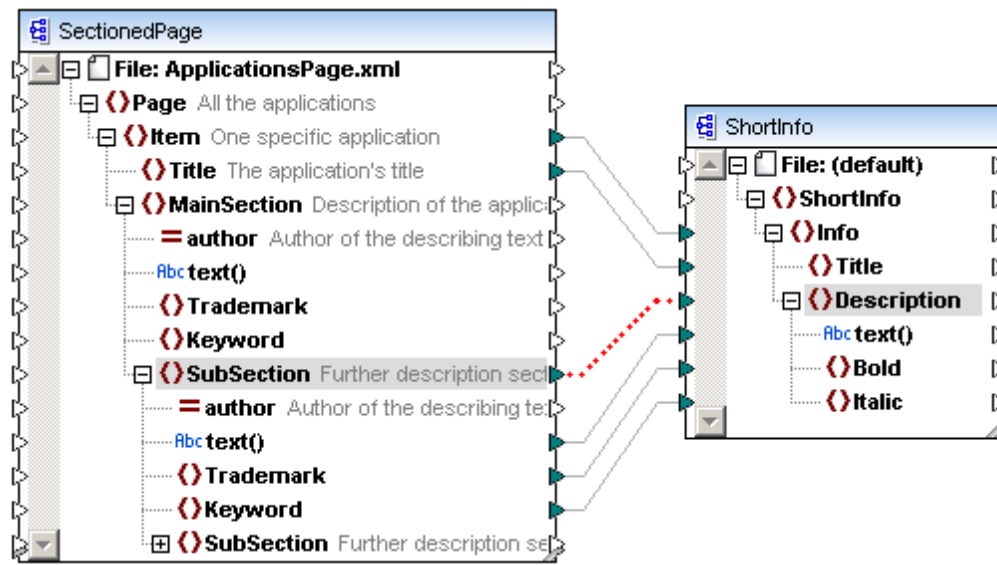 SectionedPage
File: ApplicationsPage.xml
Page All the applications
Item One specific application
Title The application's title
MainSection Description of the applica
author Author of the describing text
Abc text()
Trademark
Keyword
SubSection Further description sect
author Author of the describing te
Abc text()
Trademark
Keyword
SubSection Further description se
ShortInfo
File: (default)
ShortInfo
Info
Title
Description
Abc text()
Bold
Italic